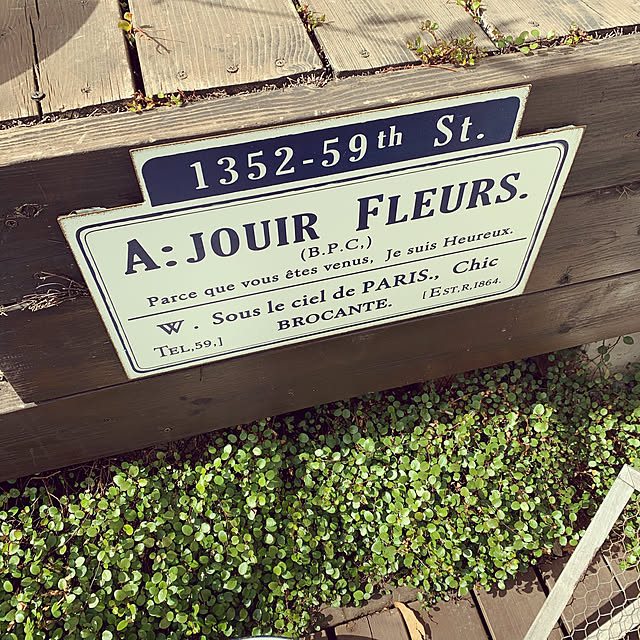 1352-59th St.
A:JOUIR FLEURS.
(B.P.C,)
Parce que vous êtes venus, Je suis Heureux.
W. Sous le ciel de PARIS., Chic
TEL,59,] BROCANTE. [EST,R,1864.